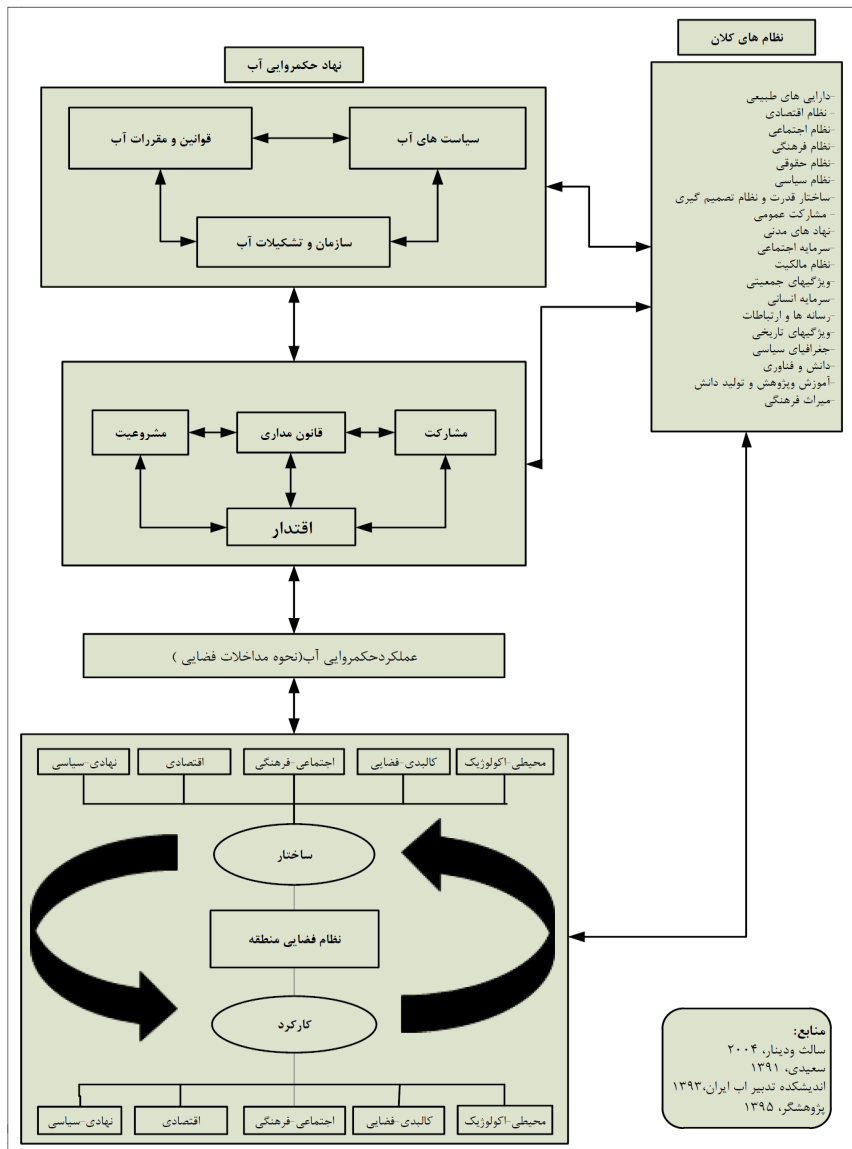 نظام های کلان
نهاد حکمروایی آب
-دارایی های طبیعی
- نظام اقتصادی
-نظام اجتماعی
-نظام فرهنگی
-نظام حقوقی
-نظام سیاسی
-ساختار قدرت و نظام تصمیم گیری
- مشارکت عمومی
-نهاد های مدنی
-سرمایه اجتماعی
-نظام مالکیت
-ویژگیهای جمعیتی
-سرمایه انسانی
-رسانه ها و ارتباطات
-ویژگیهای تاریخی
-جغرافیای سیاسی
-دانش و فناوری
-آموزش وپژوهش و تولید دانش
-میراث فرهنگی
سیاست های آب
قوانین و مقررات آب
سازمان و تشکیلات آب
مشارکت
قانون مداری
مشروعیت
اقتدار
عملکردحکمروایی آب(نحوه مداخلات فضایی )
محیطی-اکولوژیک
کالبدی-فضایی
اجتماعی-فرهنگی
اقتصادی
نهادی-سیاسی
ساختار
نظام فضایی منطقه
کارکرد
محیطی-اکولوژیک
کالبدی-فضایی
اجتماعی-فرهنگی
اقتصادی
نهادی-سیاسی
منابع:
سالث ودینار، ۲۰۰۴
سعیدی، ۱۳۹۱
اندیشکده تدبیر اب ایران،۱۳۹۳
پژوهشگر، ۱۳۹۵